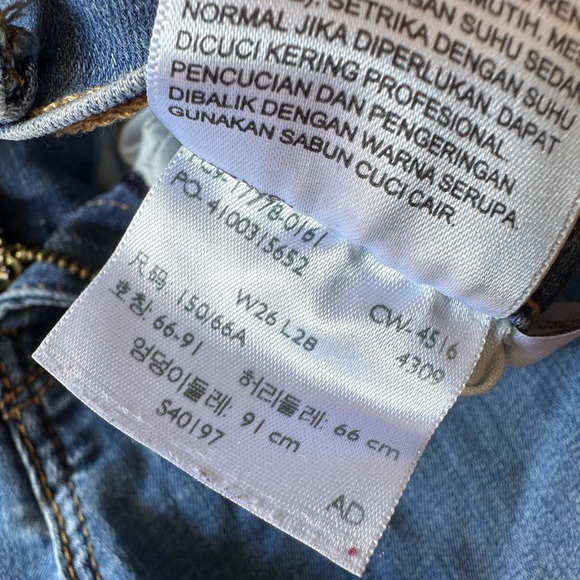 SETRIKA DENGAN SUHU SEDA
NORMAL JIKA DIPERLUKAN. DAPAT
DICUCI KERING PROFESIONAL.
PENCUCIAN DAN PENGERINGAN
DIBALIK DENGAN WARNA SERUPA.
GUNAKAN SABUN CUCI CAIR.
PO- 4100315652
CW- 4516
4309
尺码: 150/66A W26 L28
호칭: 66-91
허리둘레: 66 cm
엉덩이둘레: 91 cm
S40197
AD